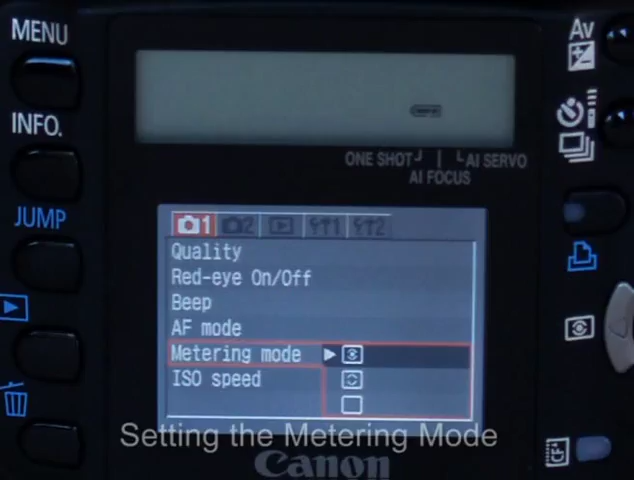 MENU
INFO.
JUMP
Av
ONE SHOT AI SERVO
AI FOCUS
1 2 1 2
Quality
Red-eye On/Off
Beep
AF mode
Metering mode
ISO speed
Setting the Metering Mode
CF
Canon